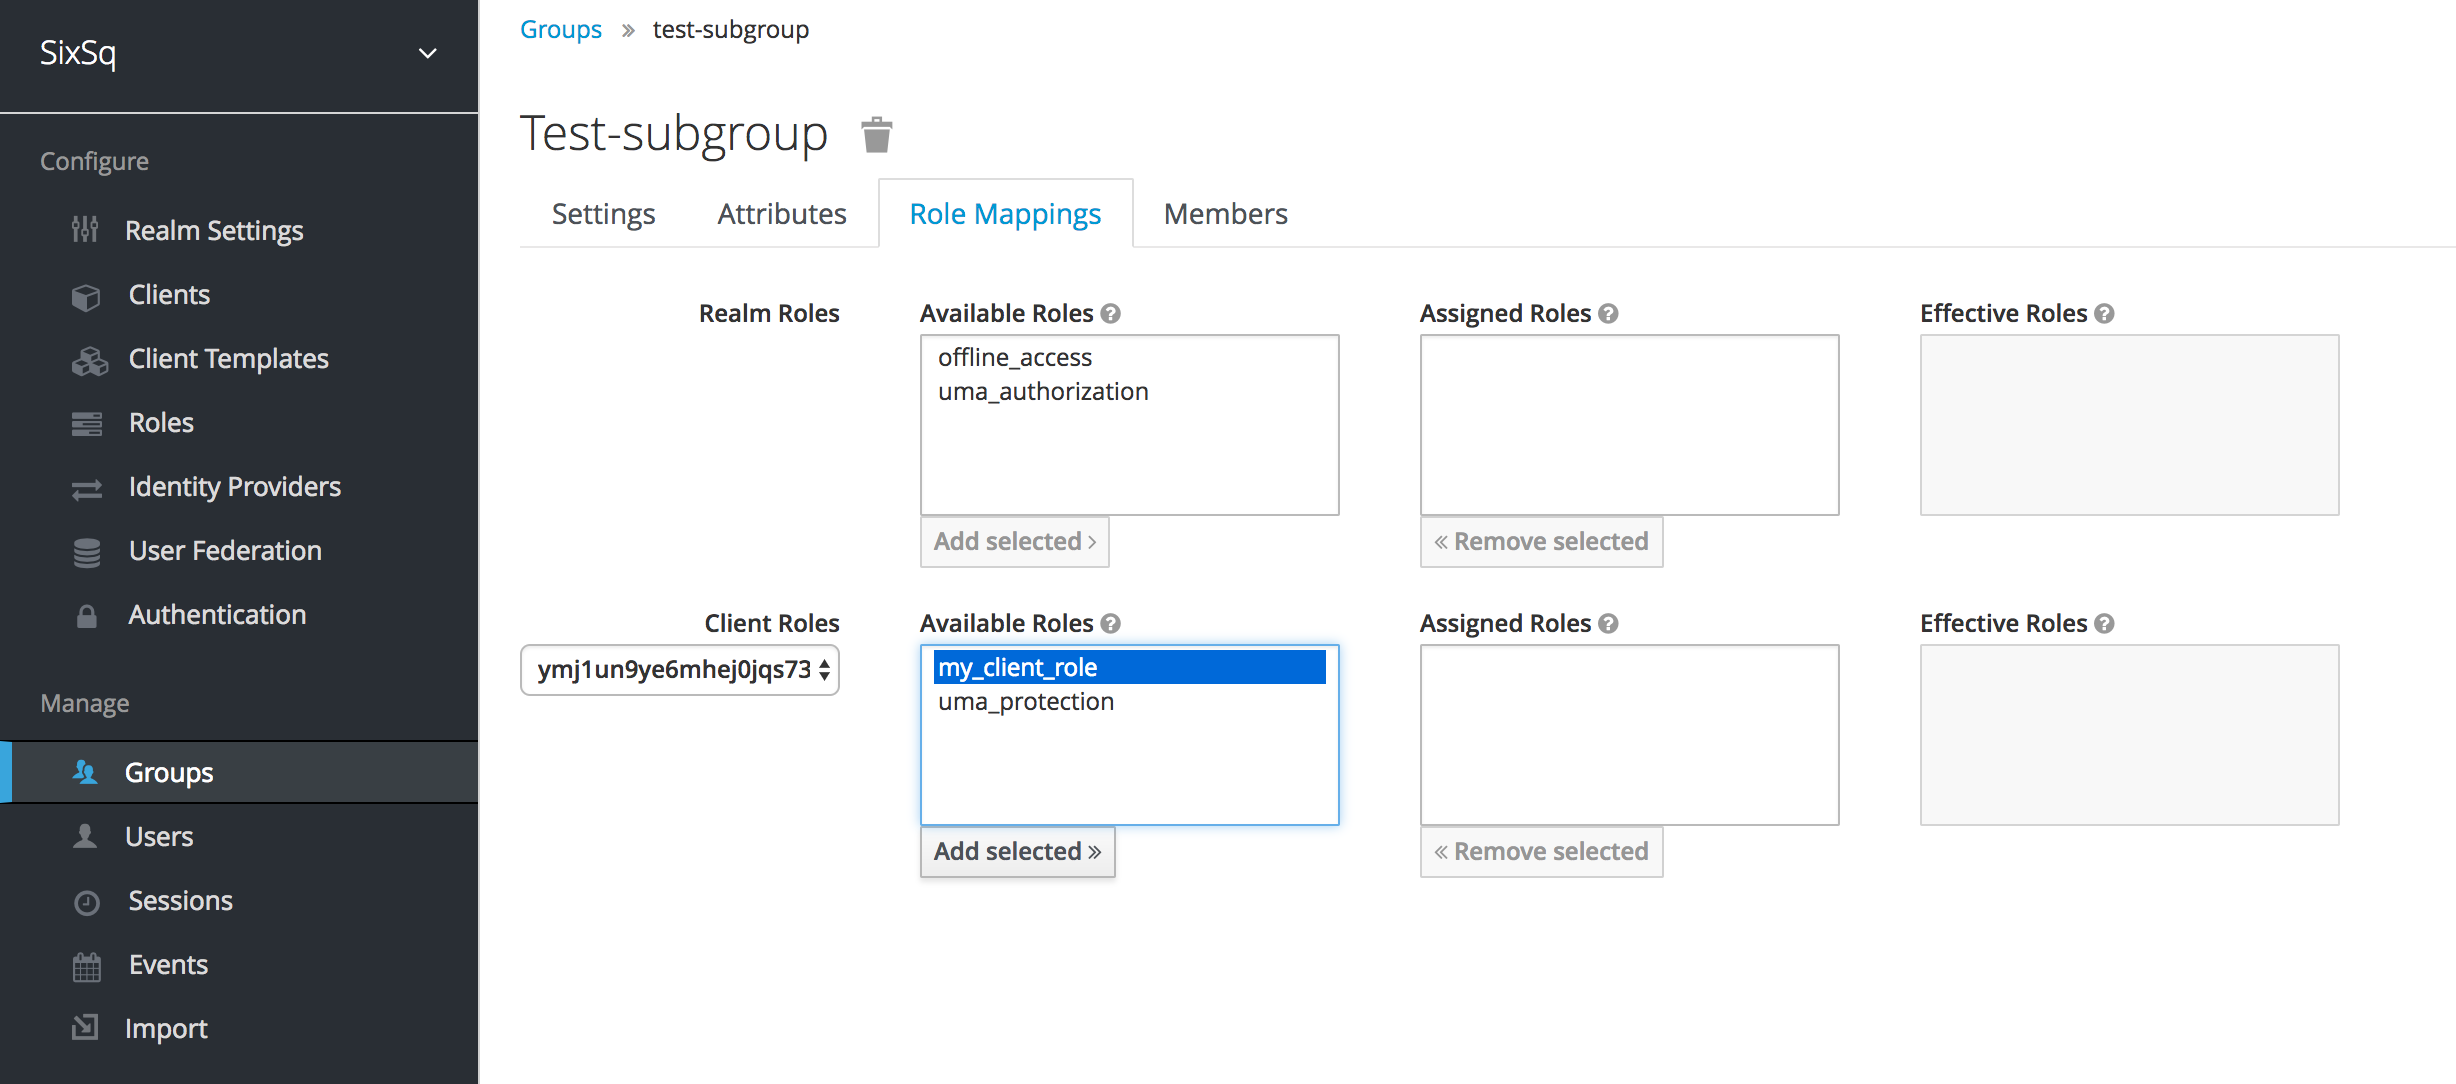 SixSq
Configure
Realm Settings
Clients
Client Templates
Roles
Identity Providers
User Federation
Authentication
Manage
Groups
Users
Sessions
Events
Import
Groups » test-subgroup
Test-subgroup
Settings Attributes Role Mappings Members
Realm Roles Available Roles ? Assigned Roles ? Effective Roles ?
offline_access
uma_authorization
Add selected › « Remove selected
Client Roles Available Roles ? Assigned Roles ? Effective Roles ?
ymj1un9ye6mhej0jqs73 my_client_role
uma_protection
Add selected » « Remove selected